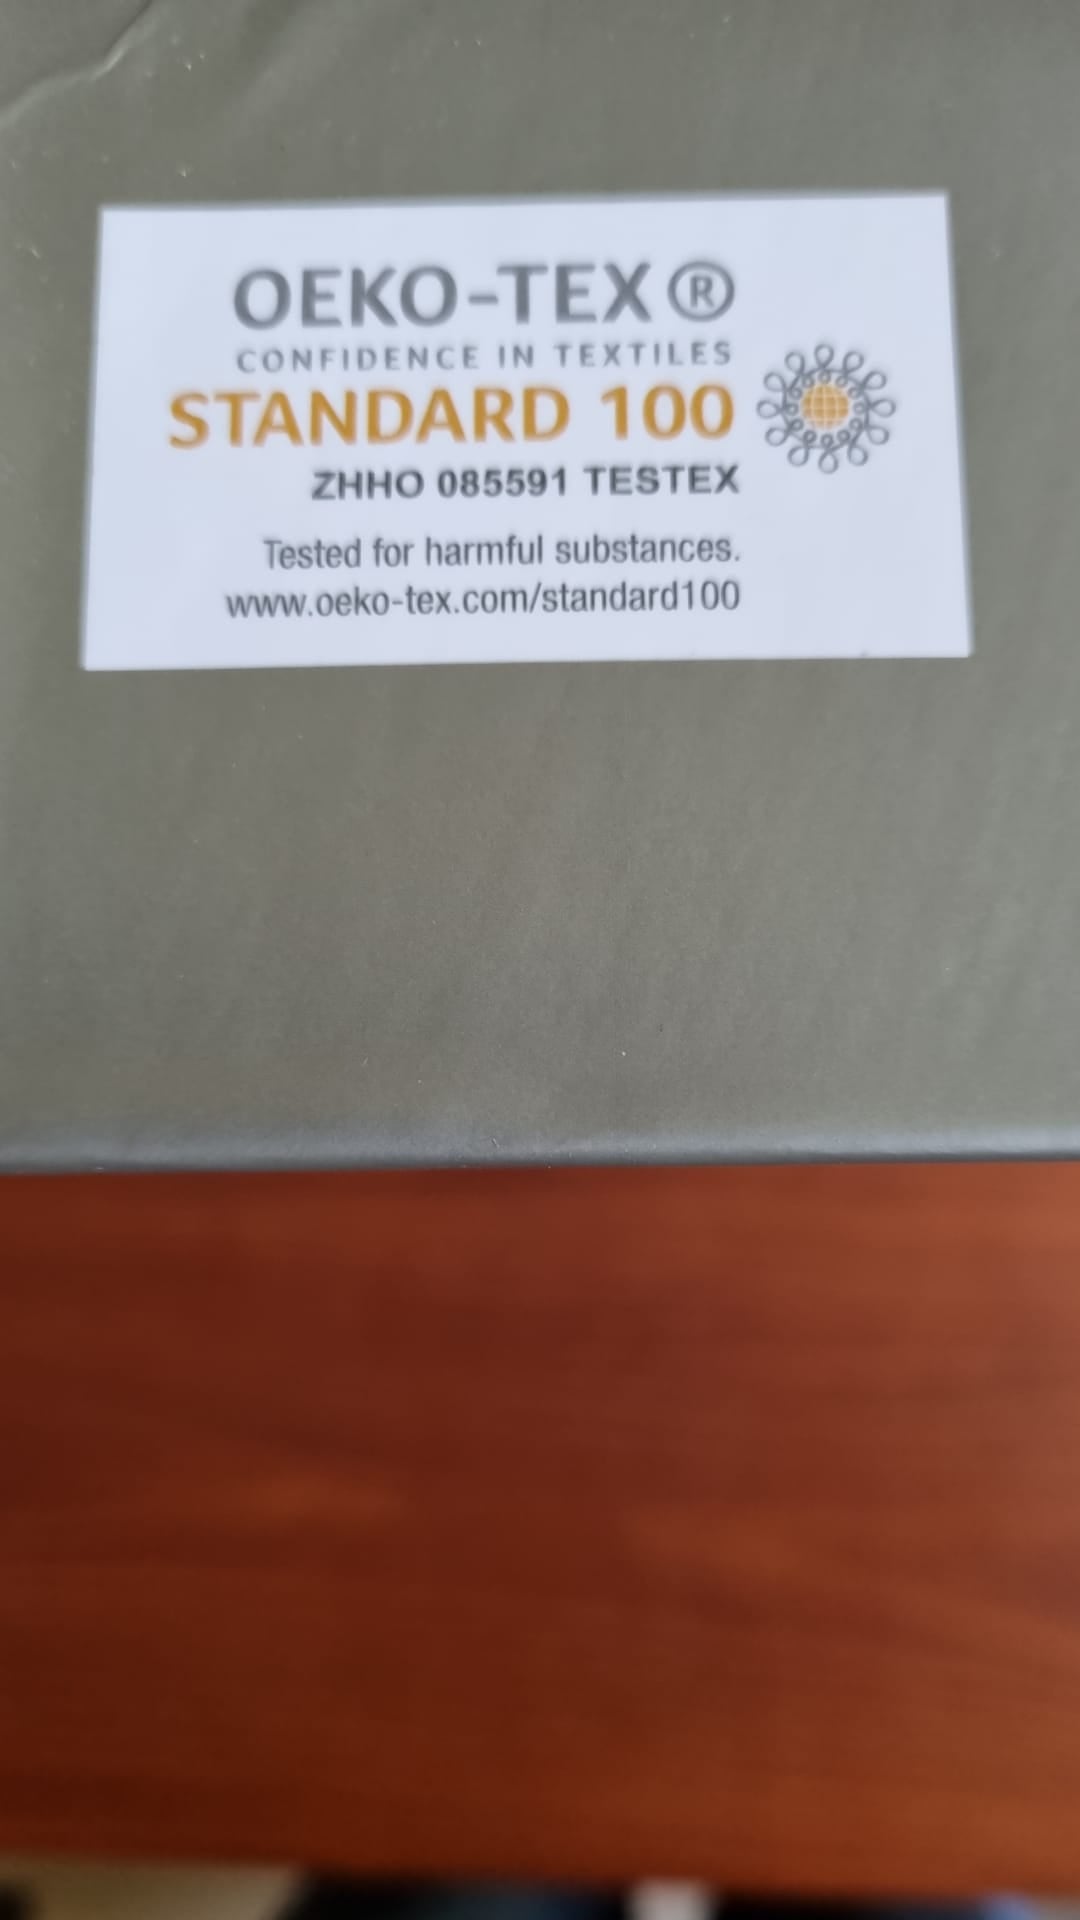 OEKO-TEX®
CONFIDENCE IN TEXTILES
STANDARD 100
ZHHO 085591 TESTEX
Tested for harmful substances.
www.oeko-tex.com/standard100